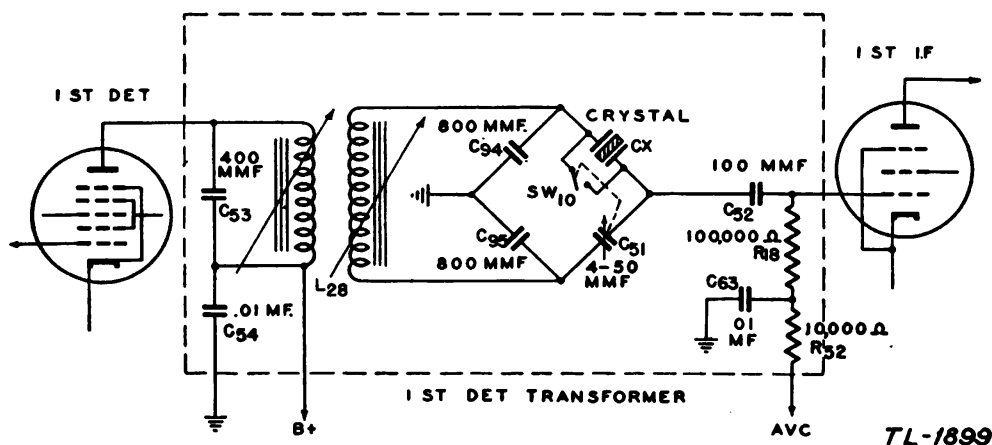 1 ST DET
400
MMF
C53
.01 MF.
C54
L28
B+
800 MMF.
C94
C95
800 MMF
CRYSTAL
CX
SW10
C51
4-50
MMF
100 MMF
C52
100,000 Ω
R18
C63
.01
MF
10,000 Ω
R52
AVC
1 ST I.F
1 ST DET TRANSFORMER
TL-1899